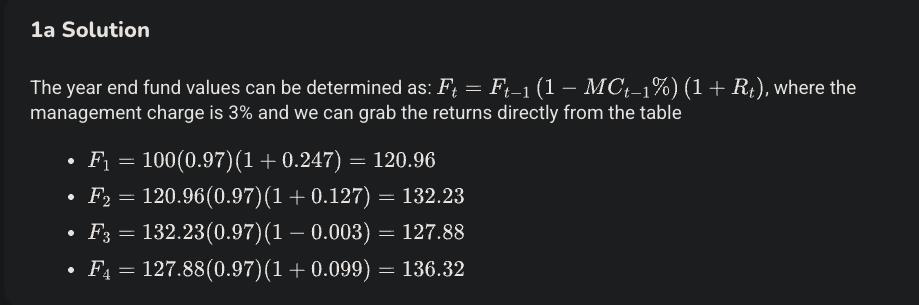 1a Solution
The year end fund values can be determined as: $F_t = F_{t-1}\,(1 - MC_{t-1}\%)\,(1 + R_t)$, where the
management charge is 3% and we can grab the returns directly from the table
• $F_1 = 100(0.97)(1 + 0.247) = 120.96$
• $F_2 = 120.96(0.97)(1 + 0.127) = 132.23$
• $F_3 = 132.23(0.97)(1 - 0.003) = 127.88$
• $F_4 = 127.88(0.97)(1 + 0.099) = 136.32$